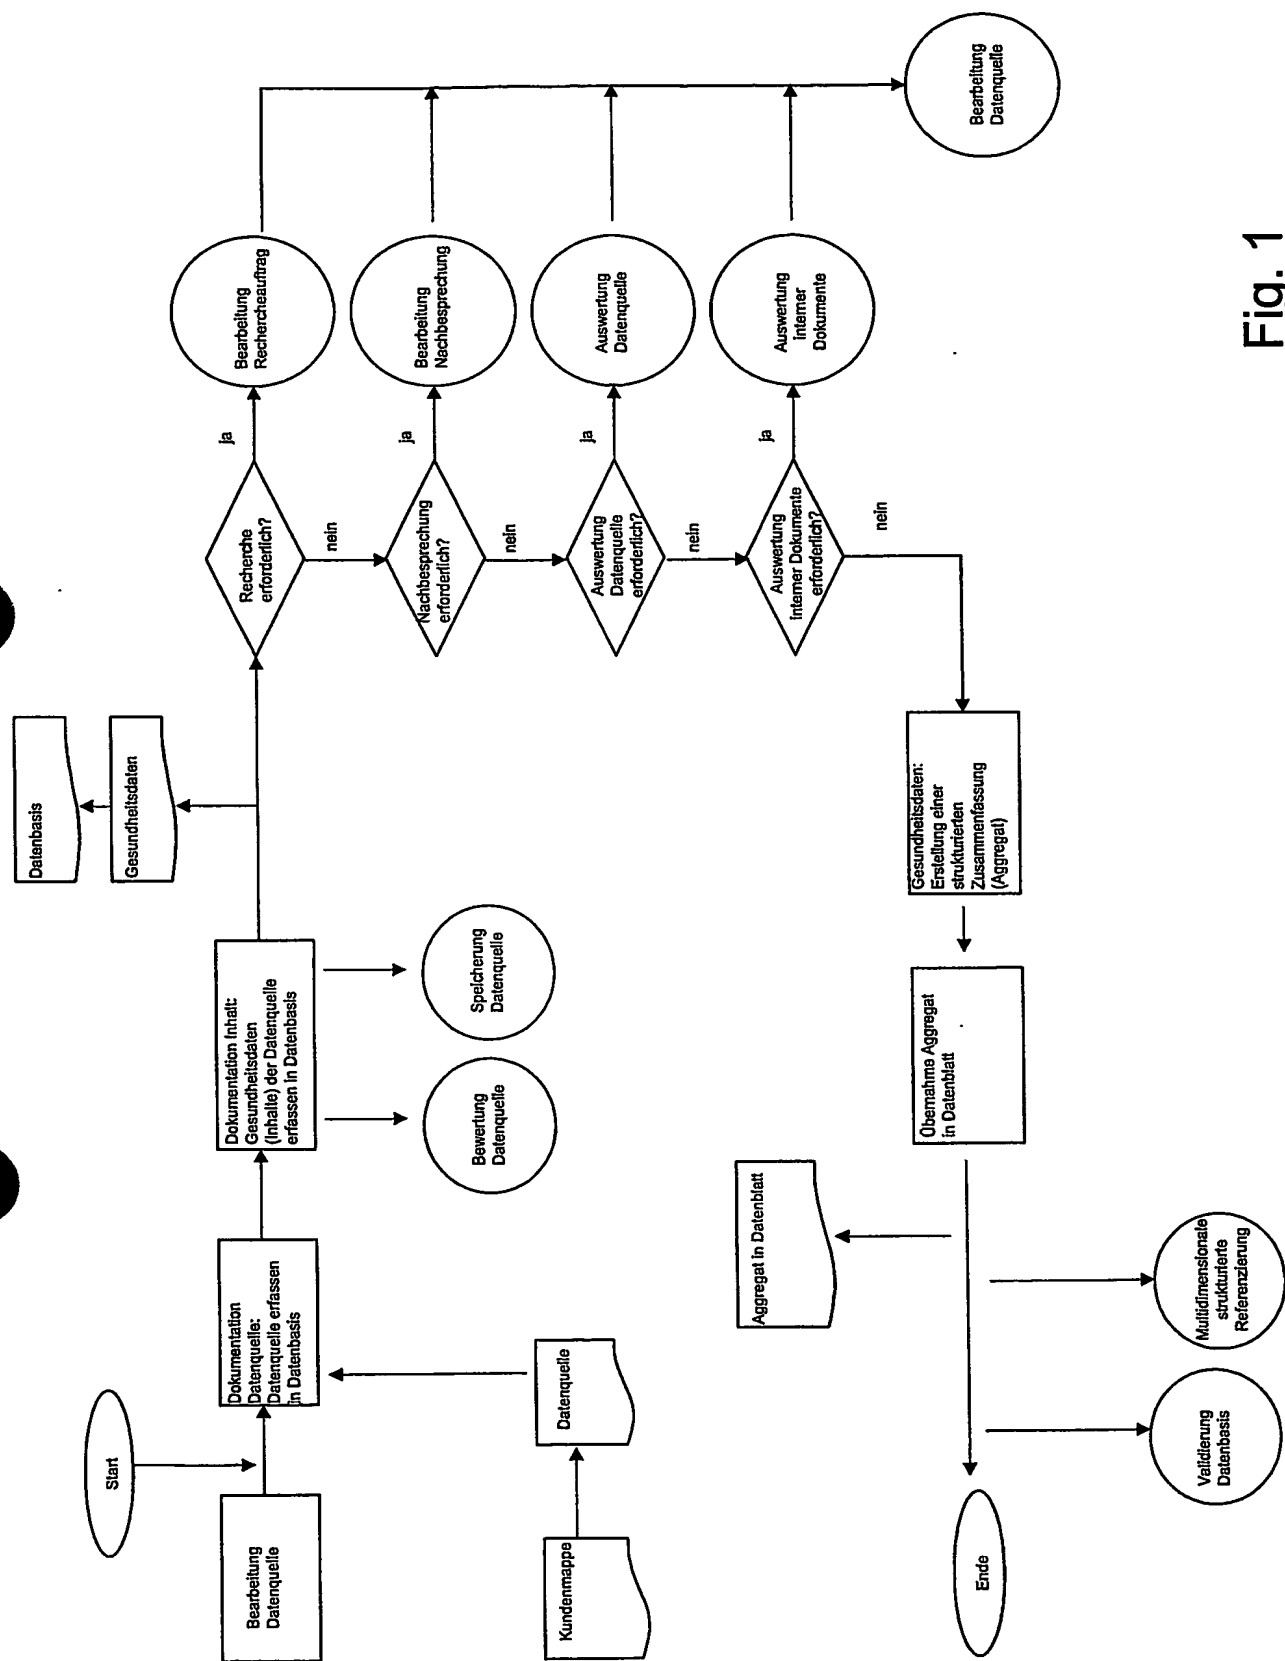 Start
Bearbeitung
Datenquelle
Dokumentation
Datenquelle:
Datenquelle erfassen
in Datenbasis
Kundenmappe
Datenquelle
Dokumentation Inhalt:
Gesundheitsdaten
(Inhalte) der Datenquelle
erfassen in Datenbasis
Bewertung
Datenquelle
Speicherung
Datenquelle
Datenbasis
Gesundheitsdaten
Recherche
erforderlich?
ja
nein
Bearbeitung
Rechercheauftrag
Nachbesprechung
erforderlich?
ja
nein
Bearbeitung
Nachbesprechung
Auswertung
Datenquelle
erforderlich?
ja
nein
Auswertung
Datenquelle
Auswertung
interner Dokumente
erforderlich?
ja
nein
Auswertung
interner
Dokumente
Bearbeitung
Datenquelle
Gesundheitsdaten:
Erstellung einer
strukturierten
Zusammenfassung
(Aggregat)
Übernahme Aggregat
in Datenblatt
Aggregat in Datenblatt
Multidimensionale
strukturierte
Referenzierung
Validierung
Datenbasis
Ende
Fig. 1